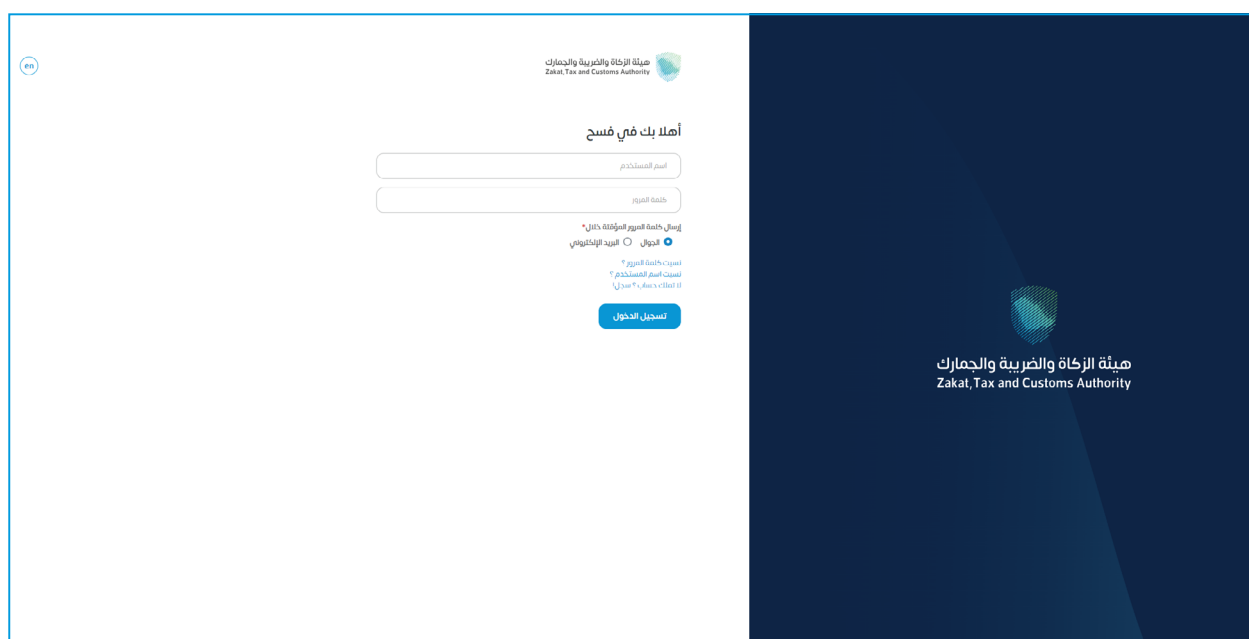 هيئة الزكاة والضريبة والجمارك
Zakat, Tax and Customs Authority
en
أهلا بك في فسح
اسم المستخدم
كلمة المرور
إرسال كلمة المرور المؤقتة خلال*
الجوال
البريد الإلكتروني
نسيت كلمة المرور ؟
نسيت اسم المستخدم ؟
لا تملك حساب ؟ سجل!
تسجيل الدخول
هيئة الزكاة والضريبة والجمارك
Zakat, Tax and Customs Authority